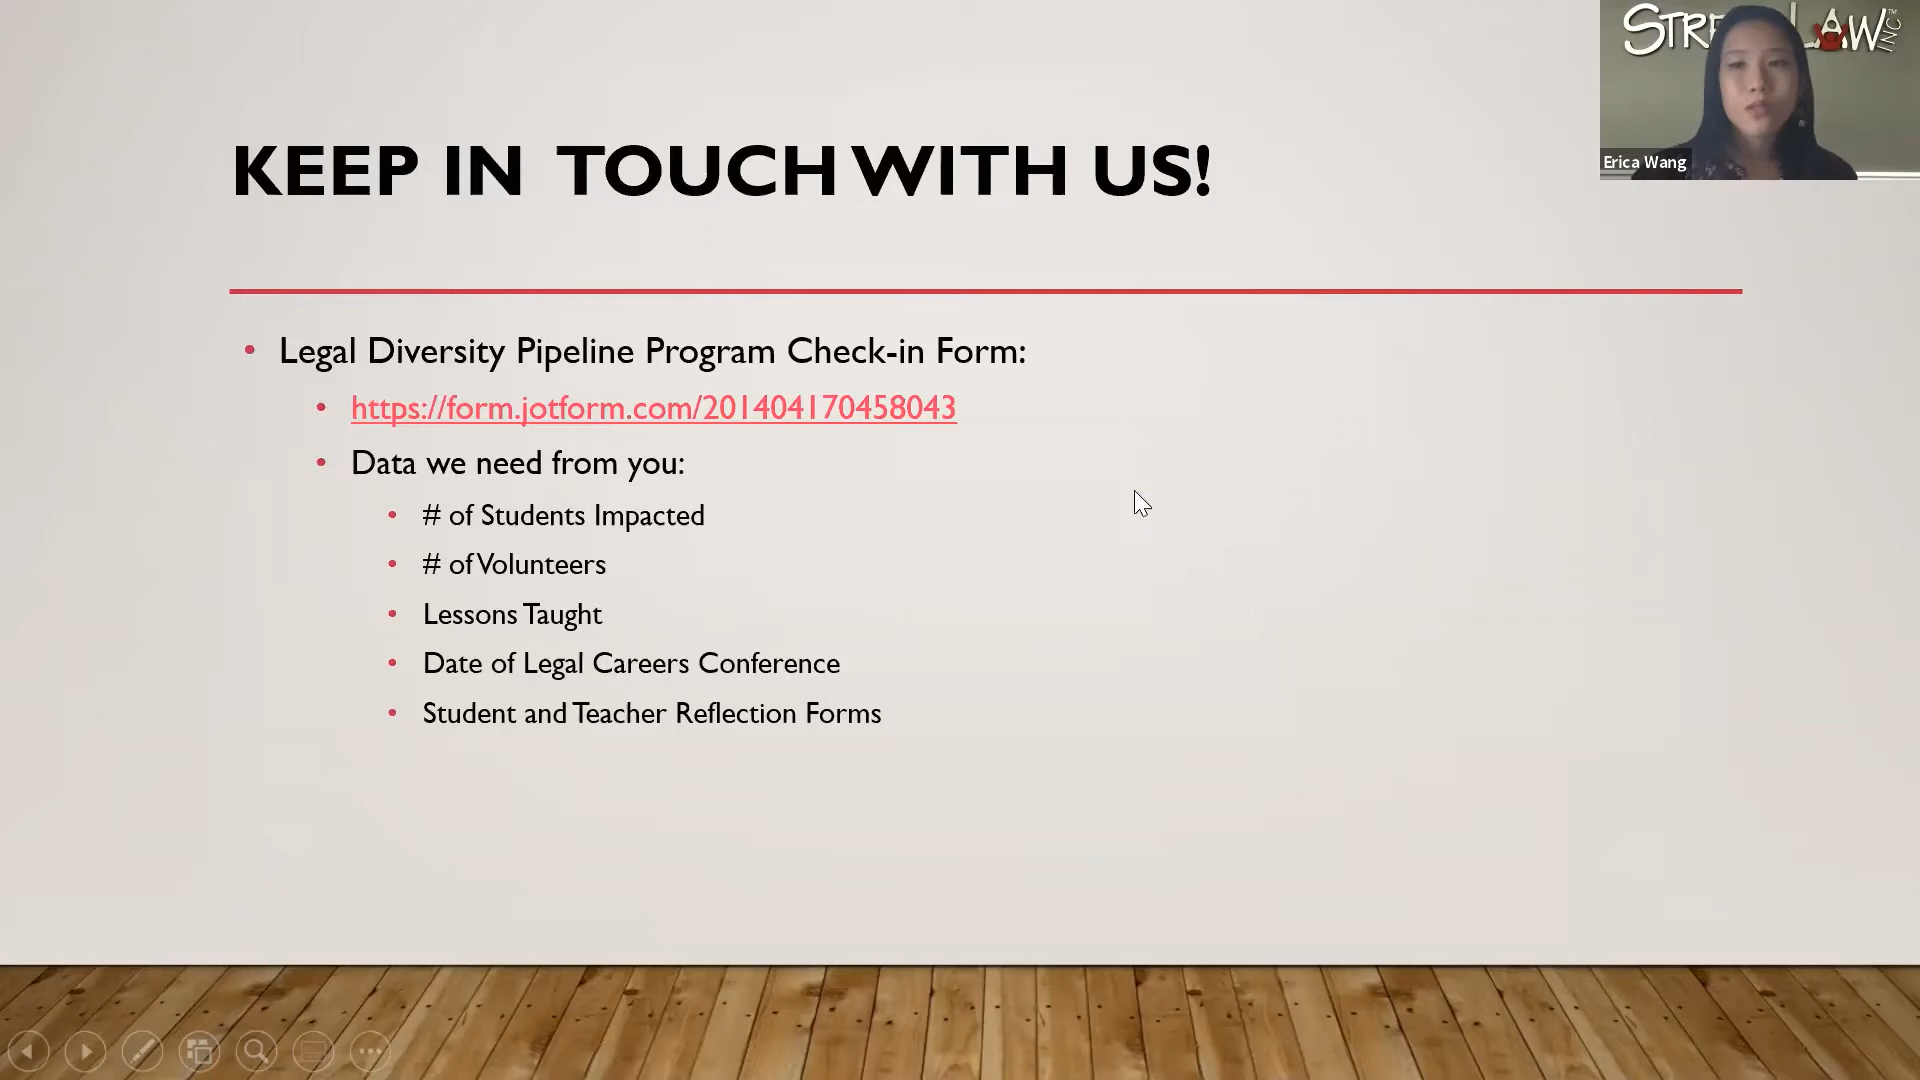 KEEP IN TOUCH WITH US!
Legal Diversity Pipeline Program Check-in Form:
https://form.jotform.com/201404170458043
Data we need from you:
# of Students Impacted
# of Volunteers
Lessons Taught
Date of Legal Careers Conference
Student and Teacher Reflection Forms
LAW INC™
Erica Wang